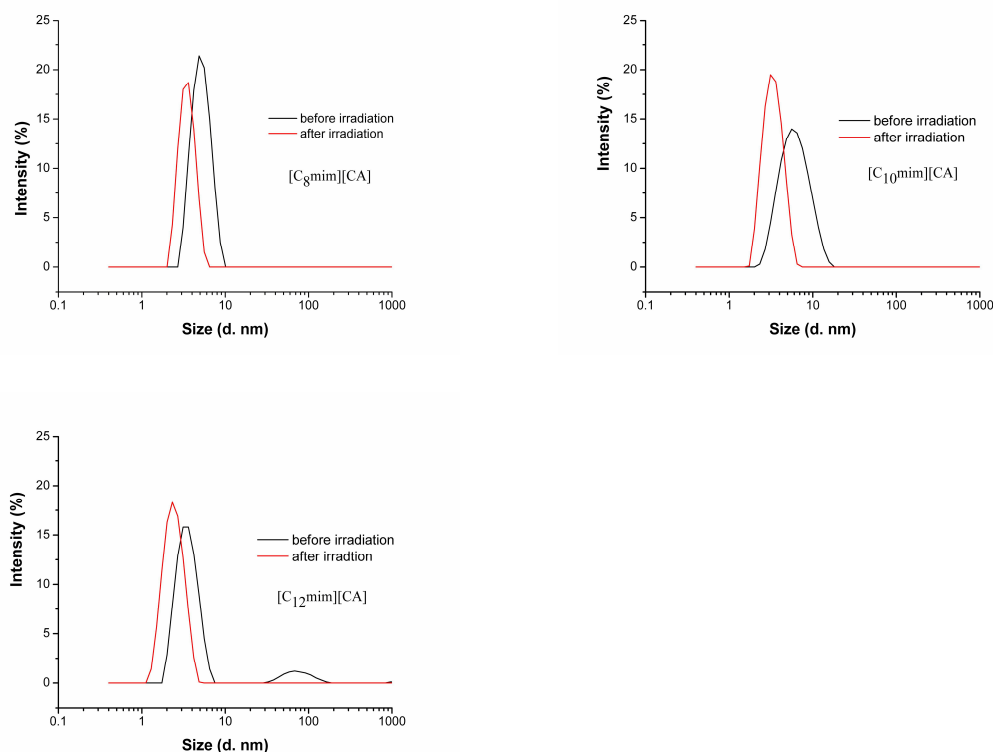 25
20
15
10
5
0
Intensity (%)
before irradiation
after irradiation
[C8mim][CA]
0.1 1 10 100 1000
Size (d. nm)
25
20
15
10
5
0
Intensity (%)
before irradiation
after irradiation
[C10mim][CA]
0.1 1 10 100 1000
Size (d. nm)
25
20
15
10
5
0
Intensity (%)
before irradiation
after irradtion
[C12mim][CA]
0.1 1 10 100 1000
Size (d. nm)